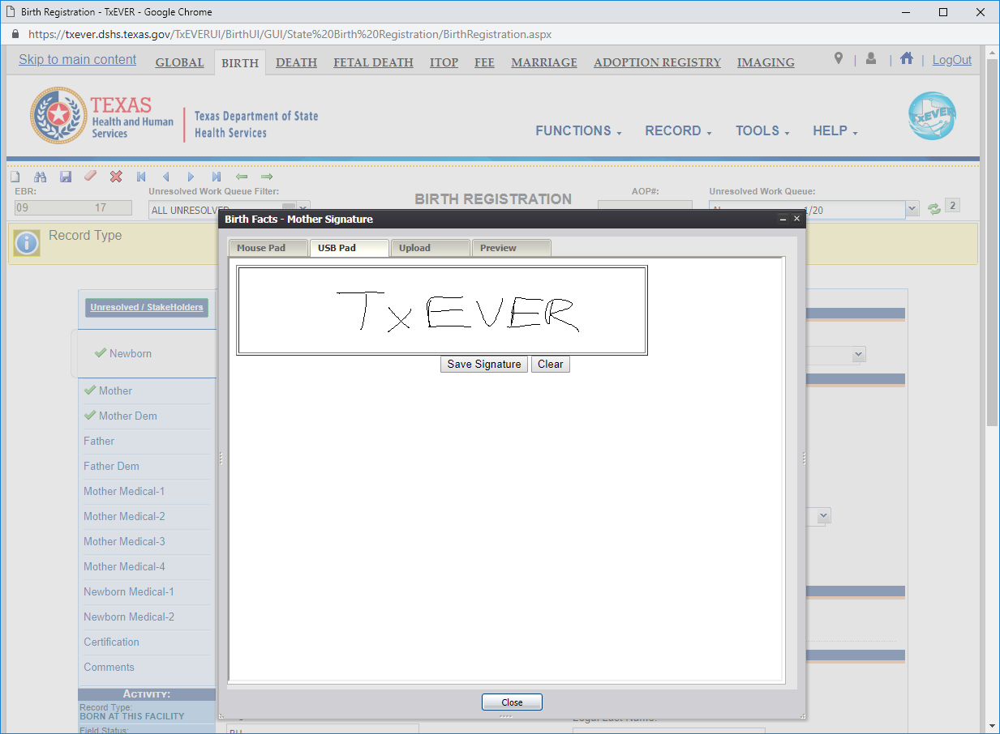 Birth Registration - TxEVER - Google Chrome
https://txever.dshs.texas.gov/TxEVERUI/BirthUI/GUI/State%20Birth%20Registration/BirthRegistration.aspx
Skip to main content GLOBAL BIRTH DEATH FETAL DEATH ITOP FEE MARRIAGE ADOPTION REGISTRY IMAGING | | | LogOut
TEXAS
Health and Human
Services
Texas Department of State
Health Services
FUNCTIONS RECORD TOOLS HELP
TxEVER
EBR: Unresolved Work Queue Filter: BIRTH REGISTRATION AOP#: Unresolved Work Queue:
09 17 ALL UNRESOLVED 1/20 2
Record Type
Birth Facts - Mother Signature
Mouse Pad USB Pad Upload Preview
TxEVER
Save Signature Clear
Close
Unresolved / StakeHolders
Newborn
Mother
Mother Dem
Father
Father Dem
Mother Medical-1
Mother Medical-2
Mother Medical-3
Mother Medical-4
Newborn Medical-1
Newborn Medical-2
Certification
Comments
ACTIVITY:
Record Type:
BORN AT THIS FACILITY
Field Status:
Legal Last Name: